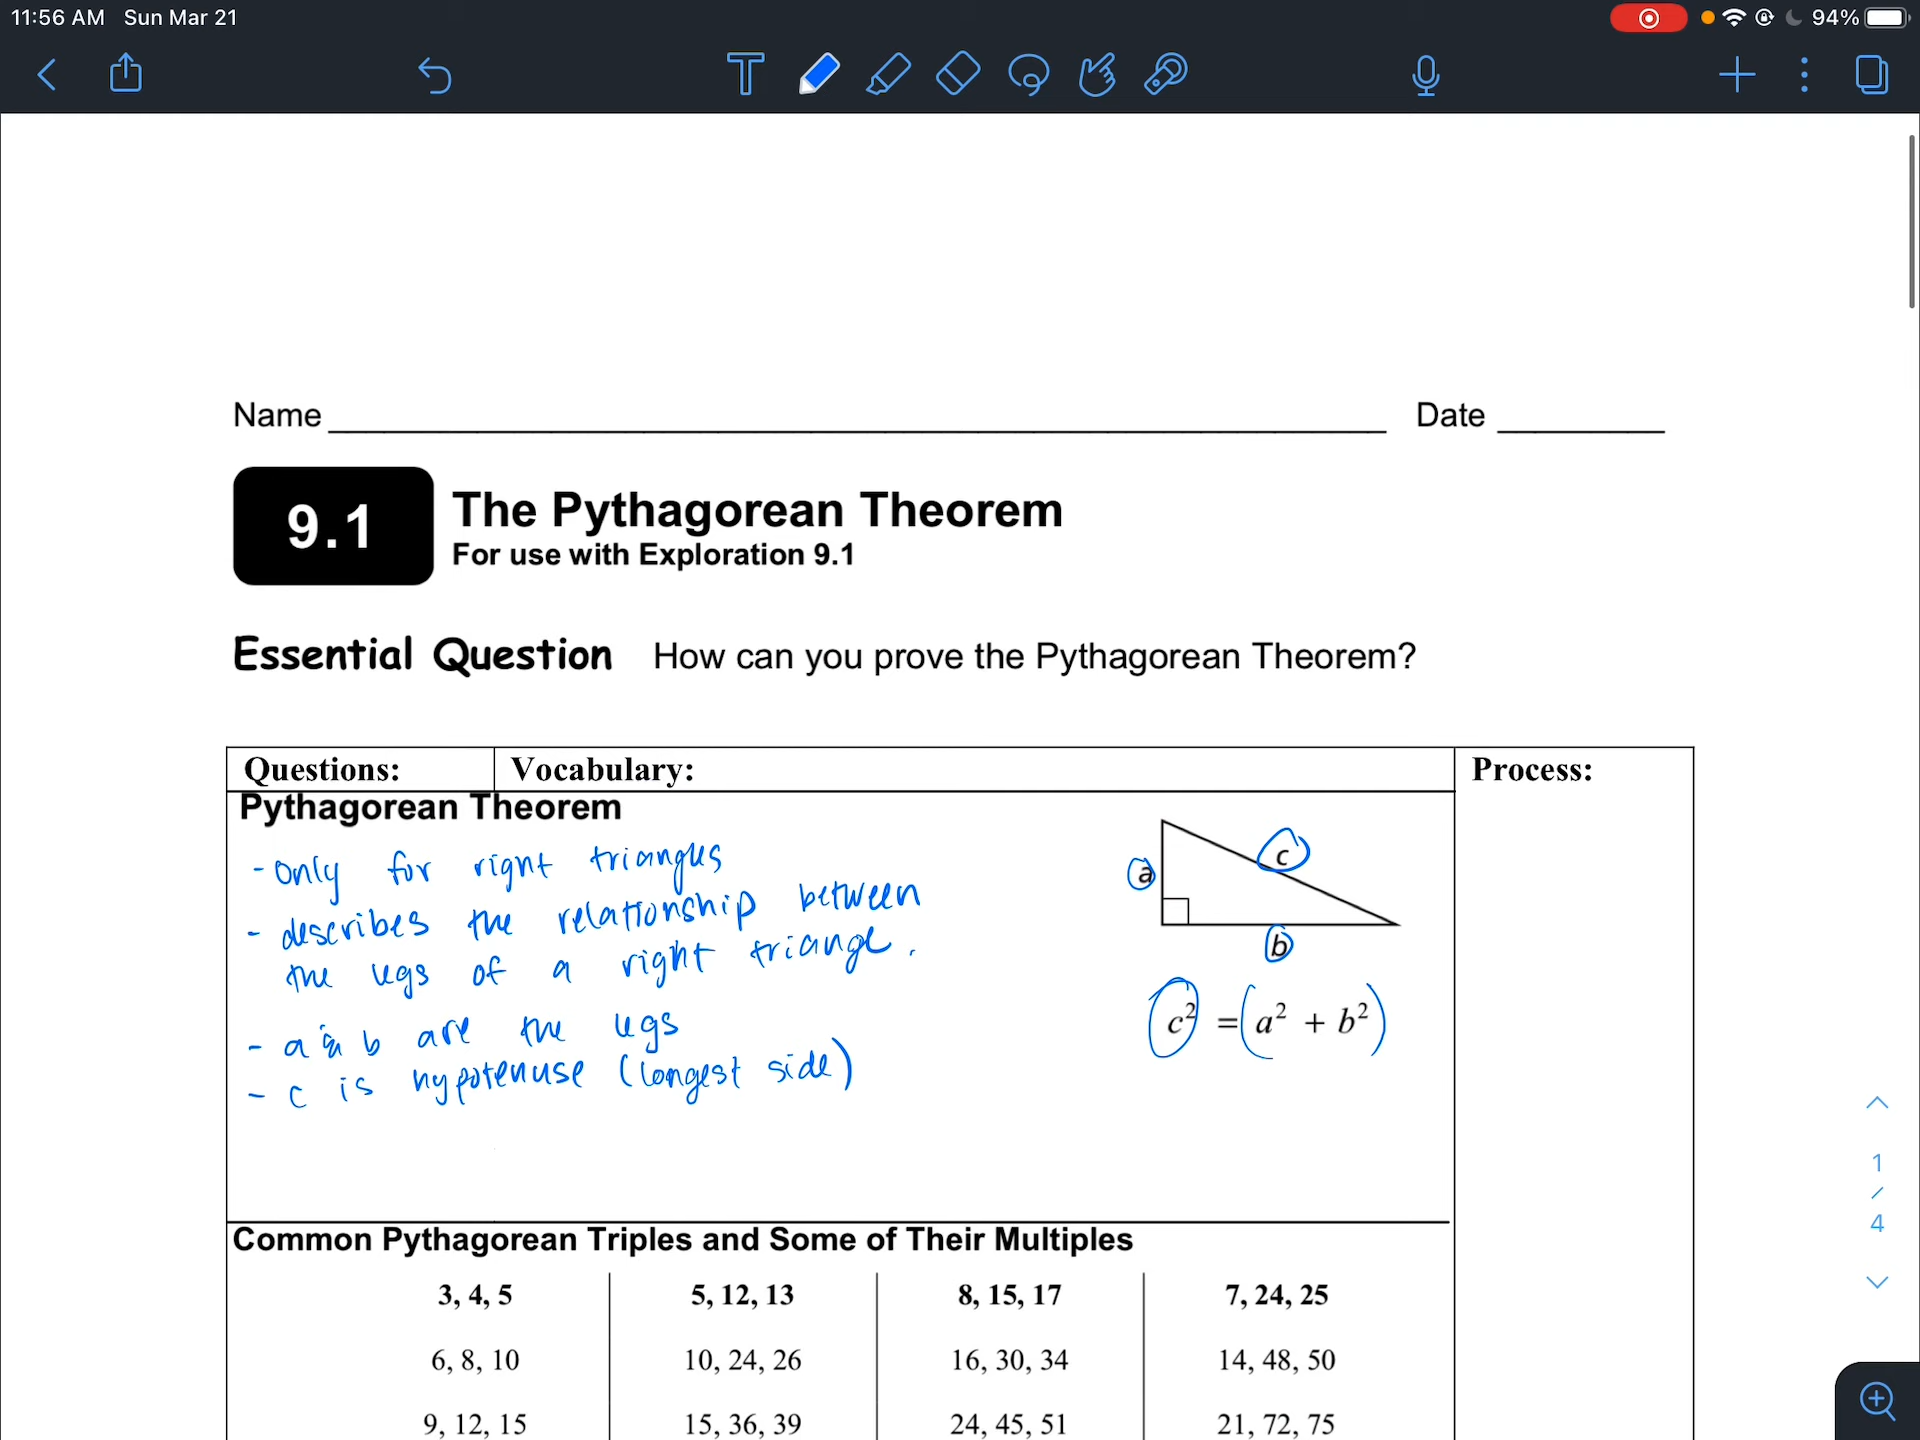 11:56 AM Sun Mar 21
94%
Name Date
9.1
The Pythagorean Theorem
For use with Exploration 9.1
Essential Question How can you prove the Pythagorean Theorem?
Questions: Vocabulary: Process:
Pythagorean Theorem
- Only for right triangles
- describes the relationship between
the legs of a right triange.
- a & b are the legs
- c is hypotenuse (longest side)
a
c
b
c² = (a² + b²)
1
/
4
Common Pythagorean Triples and Some of Their Multiples
3, 4, 5 5, 12, 13 8, 15, 17 7, 24, 25
6, 8, 10 10, 24, 26 16, 30, 34 14, 48, 50
9, 12, 15 15, 36, 39 24, 45, 51 21, 72, 75